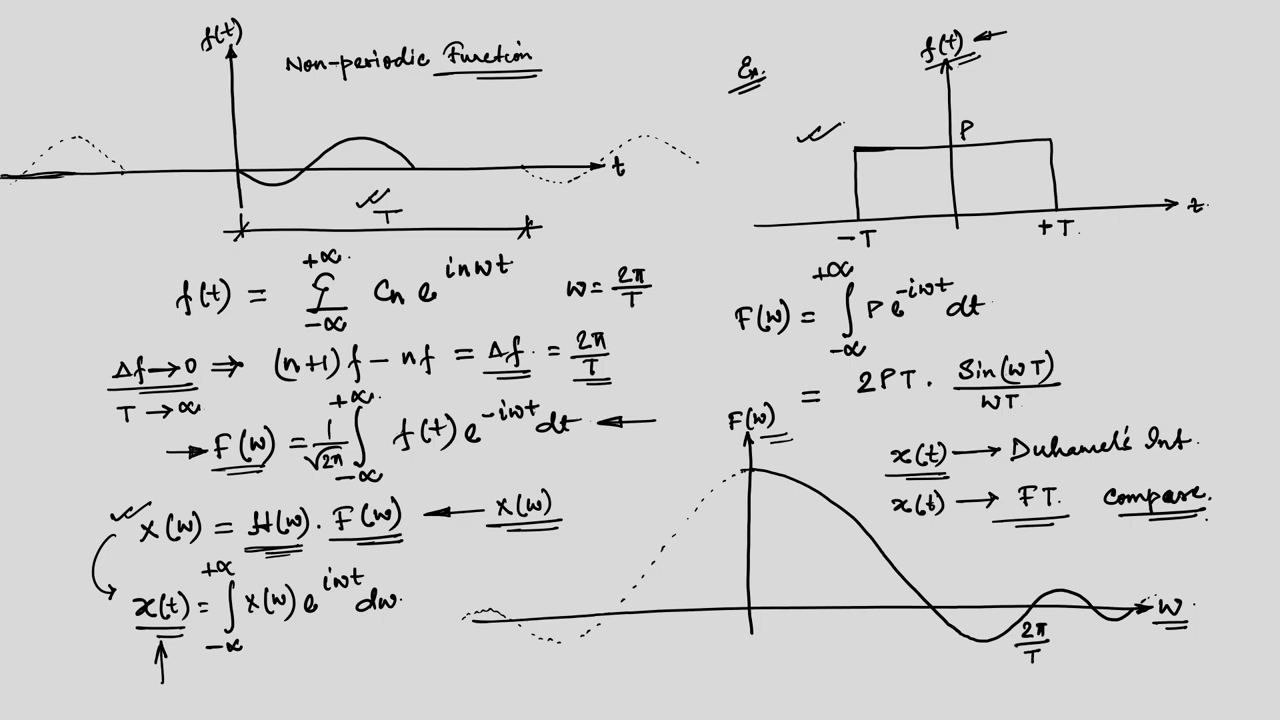 f(t)
Non-periodic Function
t
T
f(t) = Σ_{-∞}^{+∞} Cn e^{inωt} ω = 2π/T
Δf → 0 ⇒ (n+1)f - nf = Δf = 2π/T
T → ∞
→ F(ω) = 1/√2π ∫_{-∞}^{+∞} f(t) e^{-iωt} dt ←
X(ω) = H(ω) · F(ω) ← X(ω)
x(t) = ∫_{-∞}^{+∞} X(ω) e^{iωt} dω
Ex.
f(t) ←
P
t
-T
+T
F(ω) = ∫_{-∞}^{+∞} P e^{-iωt} dt
= 2PT · Sin(ωT)/ωT
x(t) → Duhamel's Int.
x(t) → FT. Compare.
F(ω)
ω
2π/T